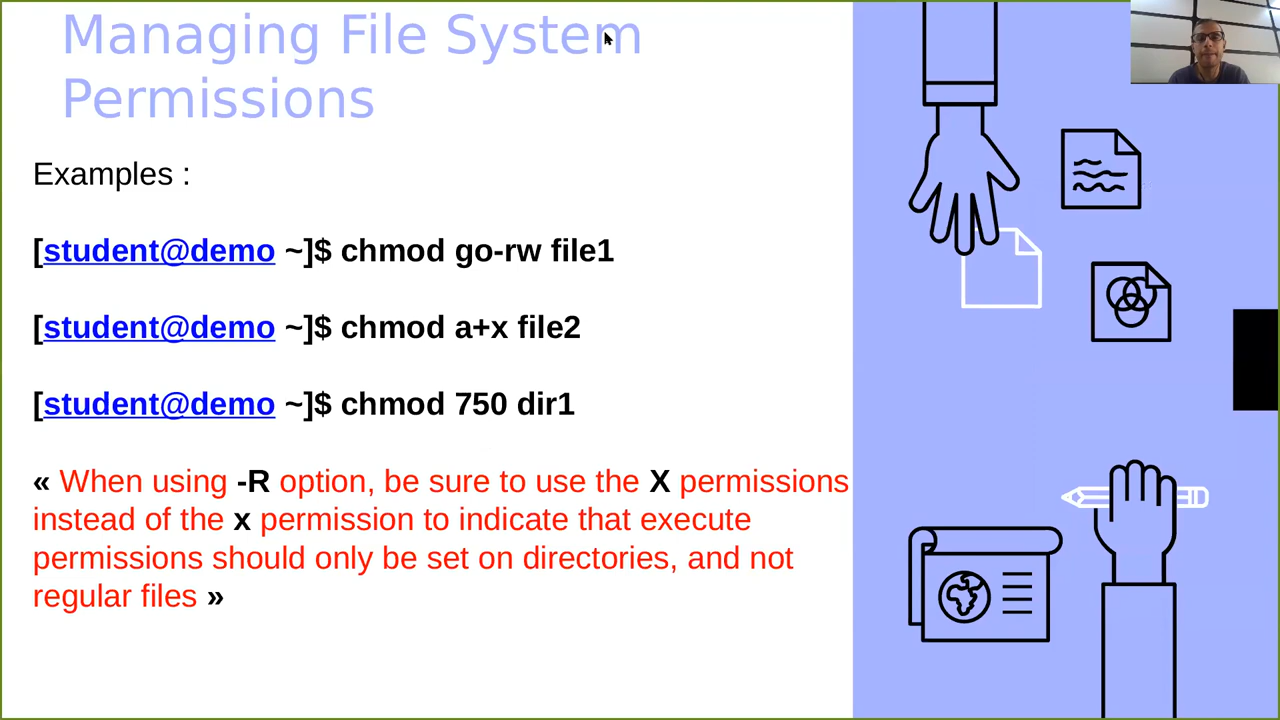 Managing File System
Permissions
Examples :
[student@demo ~]$ chmod go-rw file1
[student@demo ~]$ chmod a+x file2
[student@demo ~]$ chmod 750 dir1
« When using -R option, be sure to use the X permissions
instead of the x permission to indicate that execute
permissions should only be set on directories, and not
regular files »